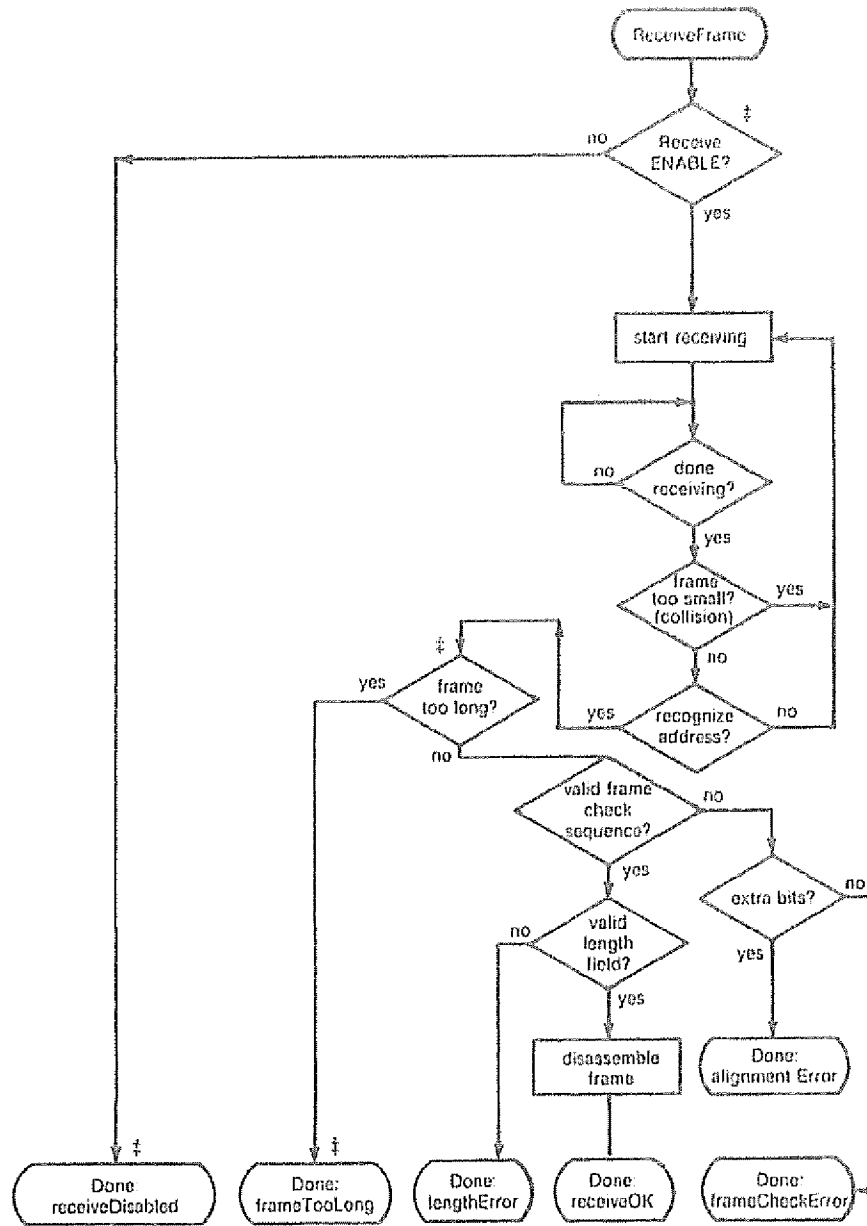 ReceiveFrame
‡
no
Receive
ENABLE?
yes
start receiving
no
done
receiving?
yes
frame
too small?
(collision)
yes
no
‡
yes
frame
too long?
yes
recognize
address?
no
no
valid frame
check
sequence?
no
yes
extra bits?
no
no
valid
length
field?
yes
yes
disassemble
frame
Done:
alignment Error
‡
‡
Done
receiveDisabled
Done:
frameTooLong
Done:
lengthError
Done:
receiveOK
Done:
frameCheckError